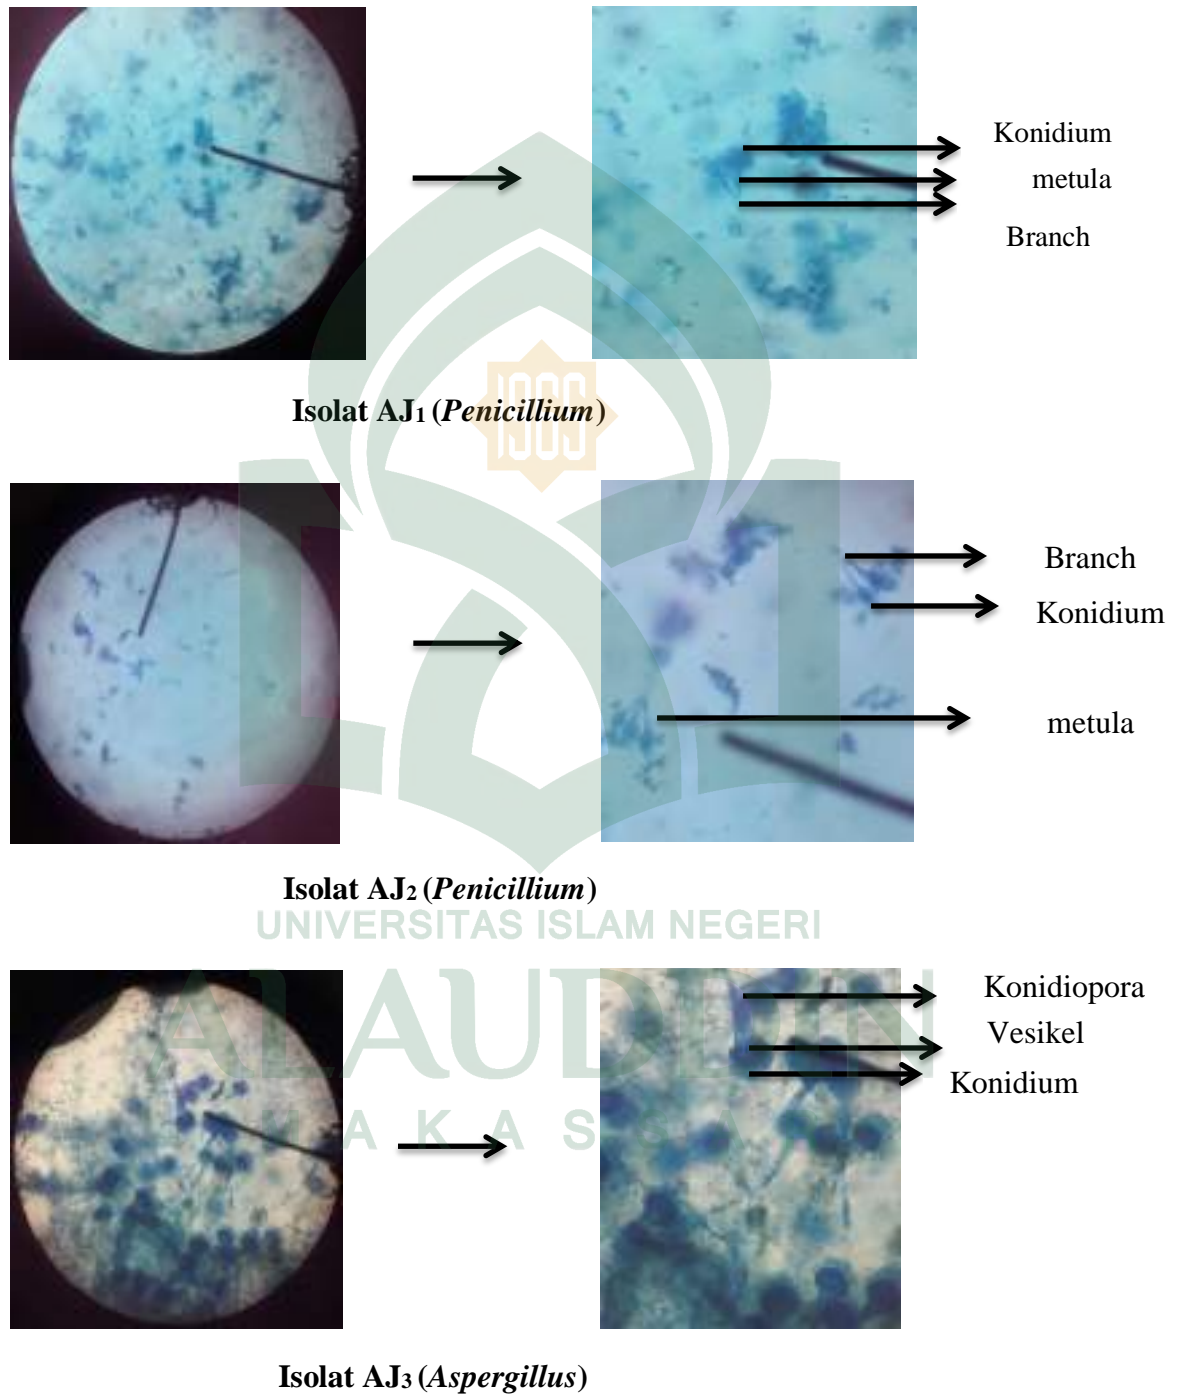 Konidium
metula
Branch
Isolat AJ₁ (Penicillium)
Branch
Konidium
metula
Isolat AJ₂ (Penicillium)
UNIVERSITAS ISLAM NEGERI
Konidiopora
Vesikel
Konidium
ALAUDDIN
MAKASSAR
Isolat AJ₃ (Aspergillus)